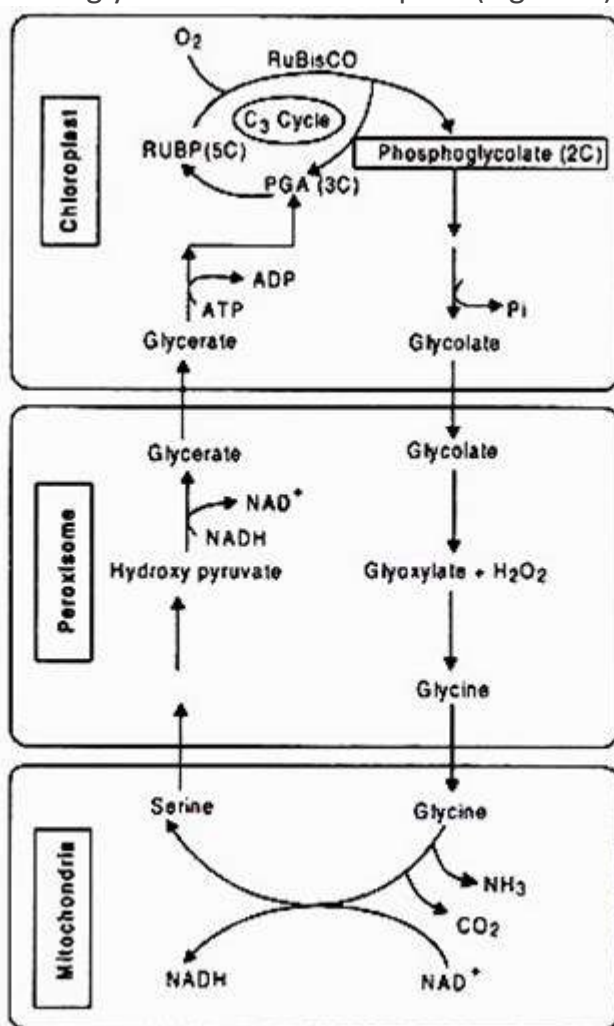 O2
RuBisCO
C3 Cycle
RUBP(5C)
Phosphoglycolate (2C)
PGA (3C)
Chloroplast
ADP
ATP
Pi
Glycerate
Glycolate
Glycerate
Glycolate
NAD+
NADH
Peroxisome
Hydroxy pyruvate
Glyoxylate + H2O2
Glycine
Serine
Glycine
Mitochondria
NH3
CO2
NADH
NAD+